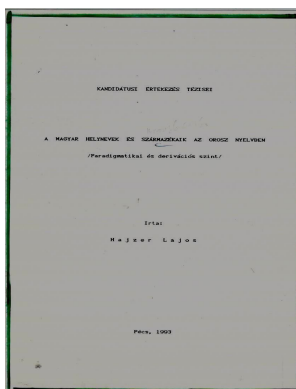 KANDIDÁTUSI ÉRTEKEZÉS TÉZISEI
A MAGYAR HELYNEVEK ÉS SZÁRMAZÉKAIK AZ OROSZ NYELVBEN
/Paradigmatikai és derivációs szint/
Irta:
Hajzer Lajos
Pécs, 1993